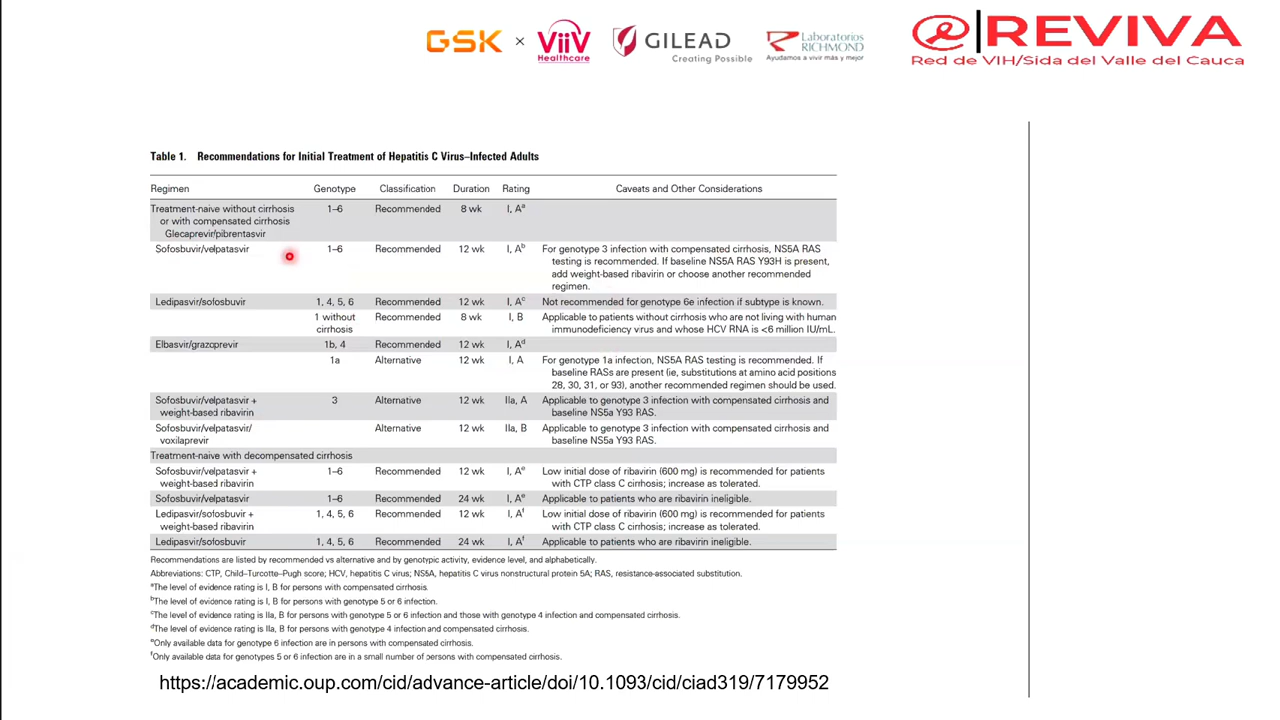 GSK × ViiV Healthcare GILEAD Creating Possible Laboratorios RICHMOND Ayudamos a vivir más y mejor
REVIVA
Red de VIH/Sida del Valle del Cauca
Table 1. Recommendations for Initial Treatment of Hepatitis C Virus–Infected Adults
Regimen Genotype Classification Duration Rating Caveats and Other Considerations
Treatment-naive without cirrhosis 1–6 Recommended 8 wk I, Aa
or with compensated cirrhosis
Glecaprevir/pibrentasvir
Sofosbuvir/velpatasvir 1–6 Recommended 12 wk I, Ab For genotype 3 infection with compensated cirrhosis, NS5A RAS
testing is recommended. If baseline NS5A RAS Y93H is present,
add weight-based ribavirin or choose another recommended
regimen.
Ledipasvir/sofosbuvir 1, 4, 5, 6 Recommended 12 wk I, Ac Not recommended for genotype 6e infection if subtype is known.
1 without Recommended 8 wk I, B Applicable to patients without cirrhosis who are not living with human
cirrhosis immunodeficiency virus and whose HCV RNA is <6 million IU/mL.
Elbasvir/grazoprevir 1b, 4 Recommended 12 wk I, Ad
1a Alternative 12 wk I, A For genotype 1a infection, NS5A RAS testing is recommended. If
baseline RASs are present (ie, substitutions at amino acid positions
28, 30, 31, or 93), another recommended regimen should be used.
Sofosbuvir/velpatasvir + 3 Alternative 12 wk IIa, A Applicable to genotype 3 infection with compensated cirrhosis and
weight-based ribavirin baseline NS5a Y93 RAS.
Sofosbuvir/velpatasvir/ Alternative 12 wk IIa, B Applicable to genotype 3 infection with compensated cirrhosis and
voxilaprevir baseline NS5a Y93 RAS.
Treatment-naive with decompensated cirrhosis
Sofosbuvir/velpatasvir + 1–6 Recommended 12 wk I, Ae Low initial dose of ribavirin (600 mg) is recommended for patients
weight-based ribavirin with CTP class C cirrhosis; increase as tolerated.
Sofosbuvir/velpatasvir 1–6 Recommended 24 wk I, Ae Applicable to patients who are ribavirin ineligible.
Ledipasvir/sofosbuvir + 1, 4, 5, 6 Recommended 12 wk I, Af Low initial dose of ribavirin (600 mg) is recommended for patients
weight-based ribavirin with CTP class C cirrhosis; increase as tolerated.
Ledipasvir/sofosbuvir 1, 4, 5, 6 Recommended 24 wk I, Af Applicable to patients who are ribavirin ineligible.
Recommendations are listed by recommended vs alternative and by genotypic activity, evidence level, and alphabetically.
Abbreviations: CTP, Child–Turcotte–Pugh score; HCV, hepatitis C virus; NS5A, hepatitis C virus nonstructural protein 5A; RAS, resistance-associated substitution.
aThe level of evidence rating is I, B for persons with compensated cirrhosis.
bThe level of evidence rating is I, B for persons with genotype 5 or 6 infection.
cThe level of evidence rating is IIa, B for persons with genotype 5 or 6 infection and those with genotype 4 infection and compensated cirrhosis.
dThe level of evidence rating is IIa, B for persons with genotype 4 infection and compensated cirrhosis.
eOnly available data for genotype 6 infection are in persons with compensated cirrhosis.
fOnly available data for genotypes 5 or 6 infection are in a small number of persons with compensated cirrhosis.
https://academic.oup.com/cid/advance-article/doi/10.1093/cid/ciad319/7179952